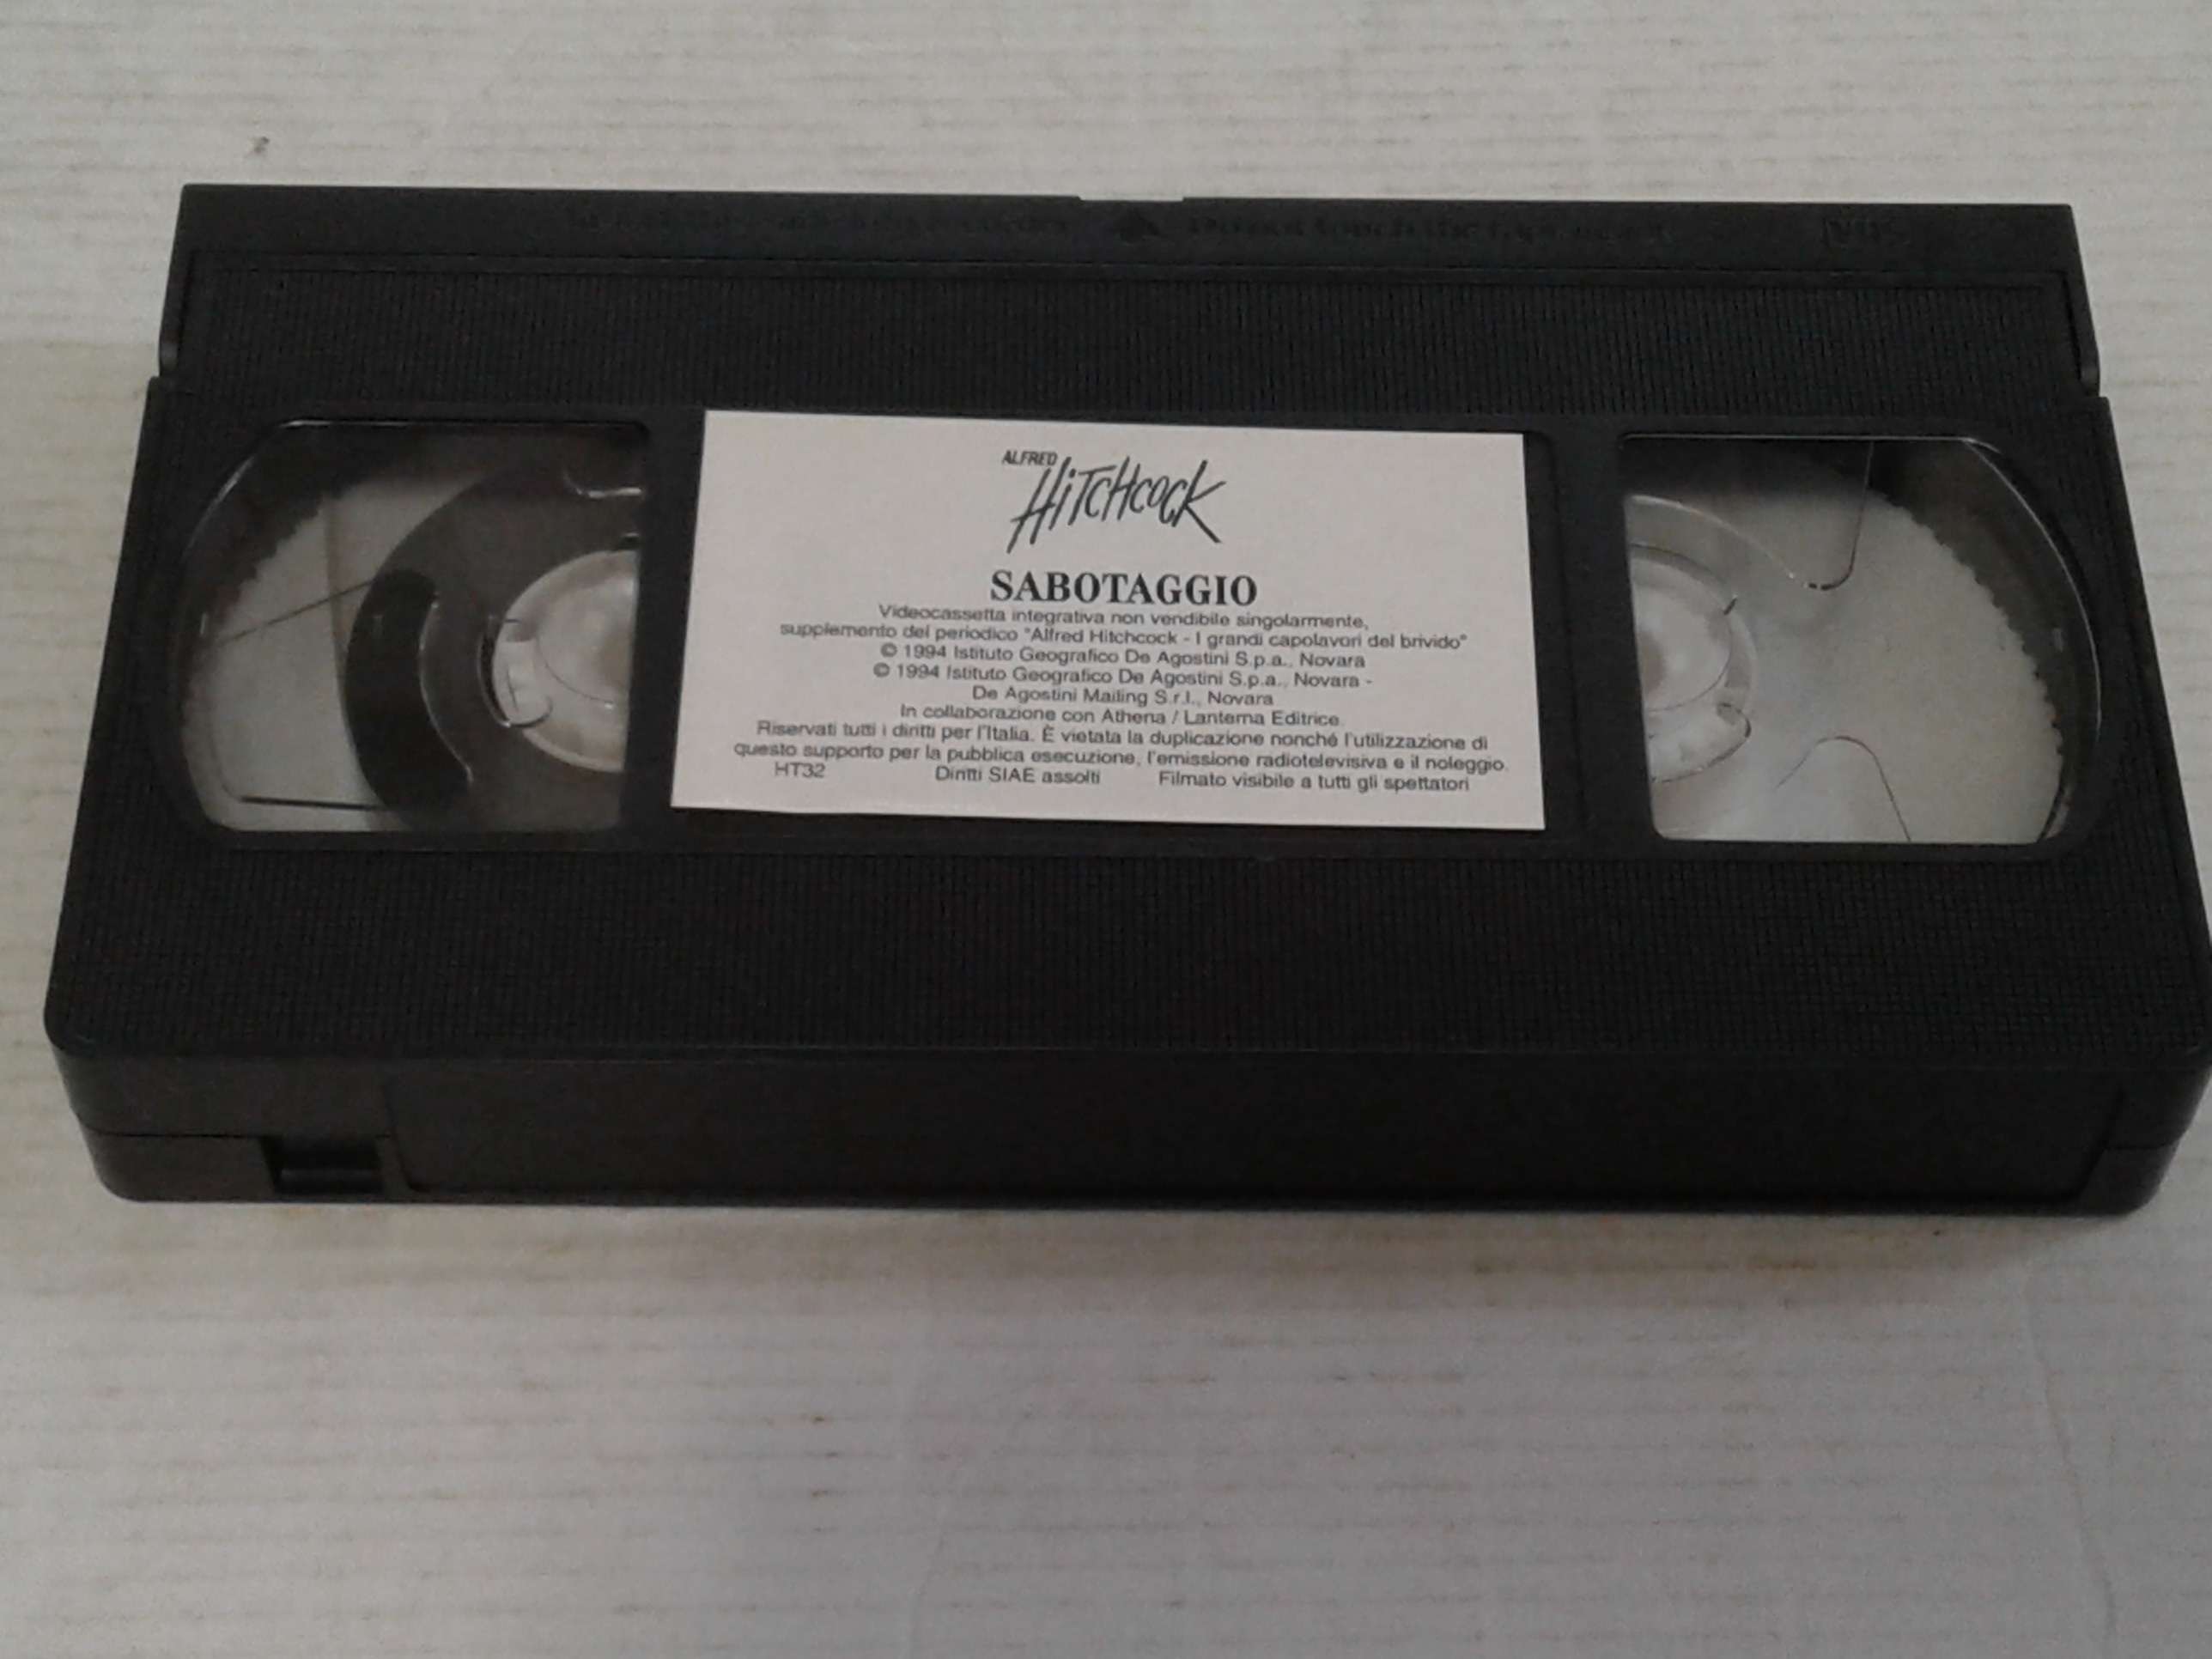 ALFRED
HITCHCOCK
SABOTAGGIO
Videocassetta integrativa non vendibile singolarmente,
supplemento del periodico "Alfred Hitchcock - I grandi capolavori del brivido"
© 1994 Istituto Geografico De Agostini S.p.a., Novara
© 1994 Istituto Geografico De Agostini S.p.a., Novara -
De Agostini Mailing S.r.l., Novara
In collaborazione con Athena / Lanterna Editrice.
Riservati tutti i diritti per l'Italia. È vietata la duplicazione nonché l'utilizzazione di
questo supporto per la pubblica esecuzione, l'emissione radiotelevisiva e il noleggio.
HT32 Diritti SIAE assolti Filmato visibile a tutti gli spettatori